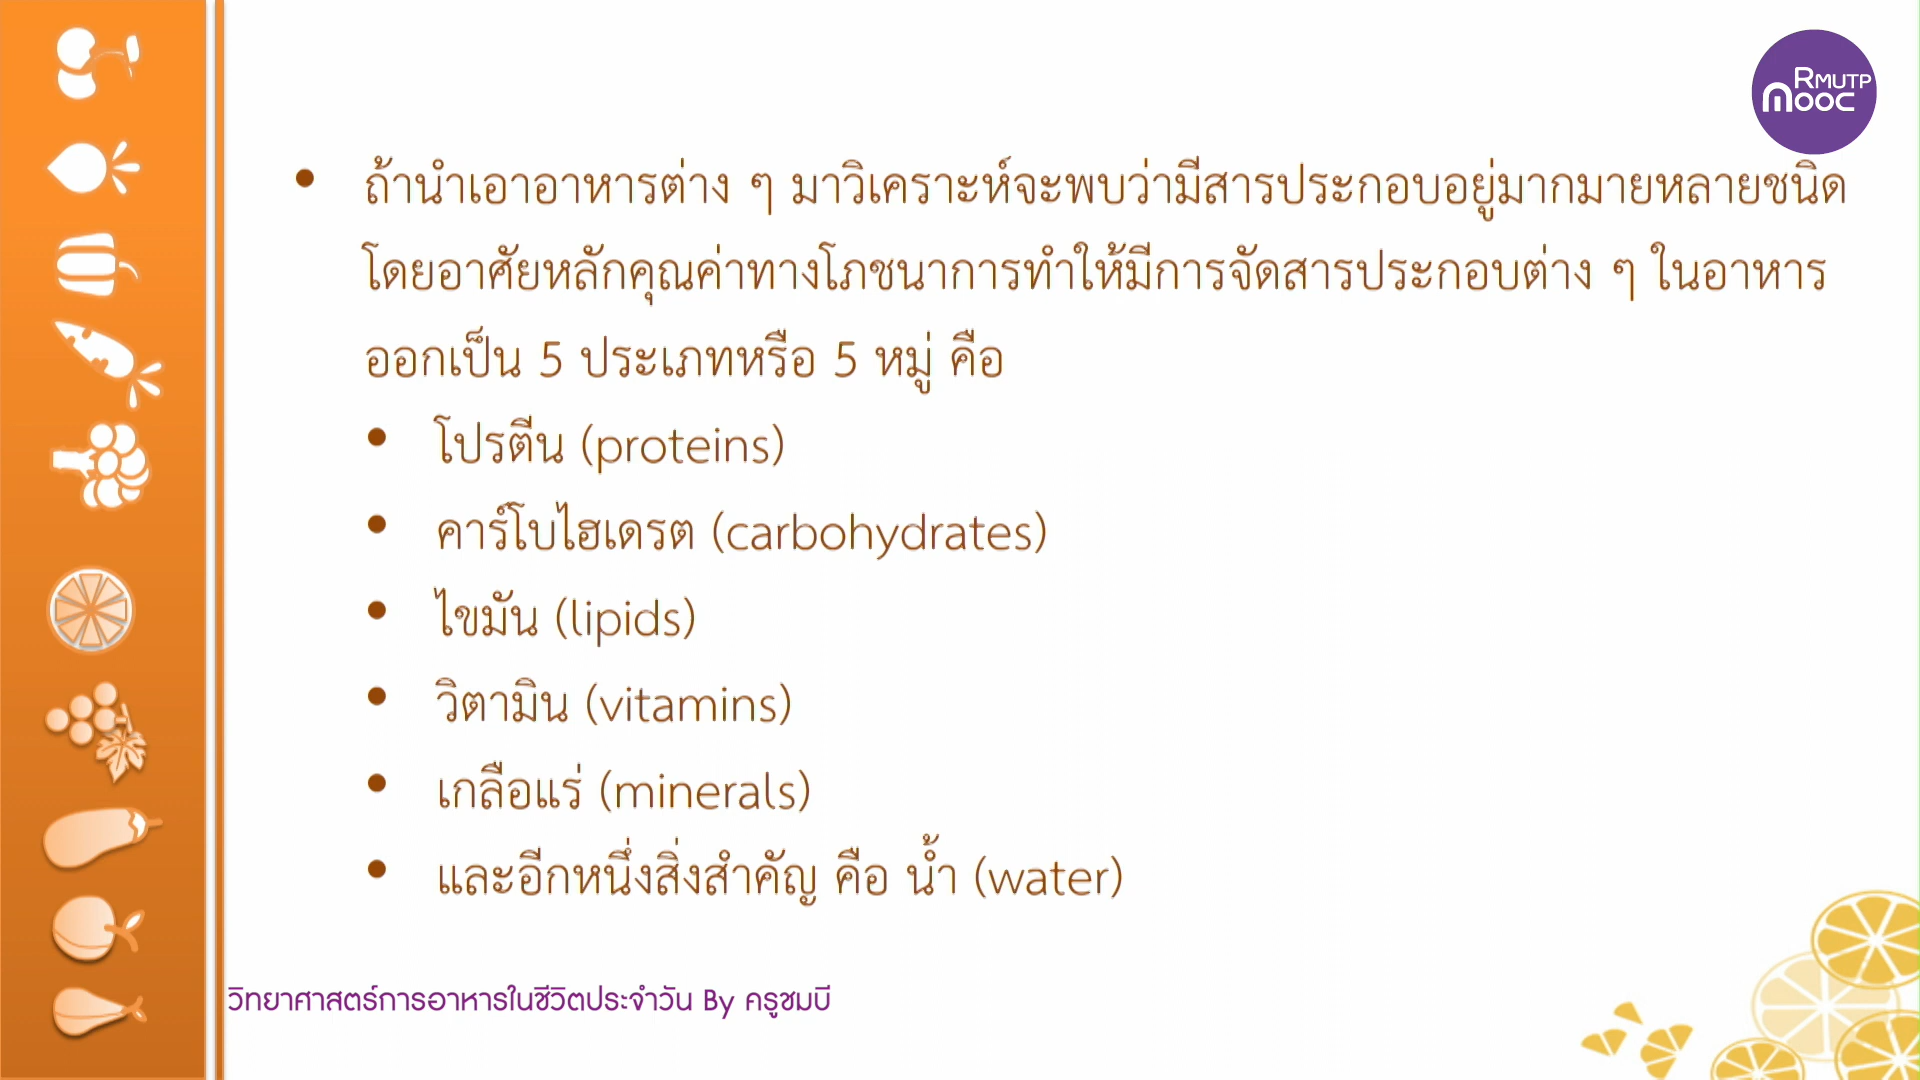 RMUTP
MOOC
• ถ้านำเอาอาหารต่าง ๆ มาวิเคราะห์จะพบว่ามีสารประกอบอยู่มากมายหลายชนิด
โดยอาศัยหลักคุณค่าทางโภชนาการทำให้มีการจัดสารประกอบต่าง ๆ ในอาหาร
ออกเป็น 5 ประเภทหรือ 5 หมู่ คือ
• โปรตีน (proteins)
• คาร์โบไฮเดรต (carbohydrates)
• ไขมัน (lipids)
• วิตามิน (vitamins)
• เกลือแร่ (minerals)
• และอีกหนึ่งสิ่งสำคัญ คือ น้ำ (water)
วิทยาศาสตร์การอาหารในชีวิตประจำวัน By ครูชมบี